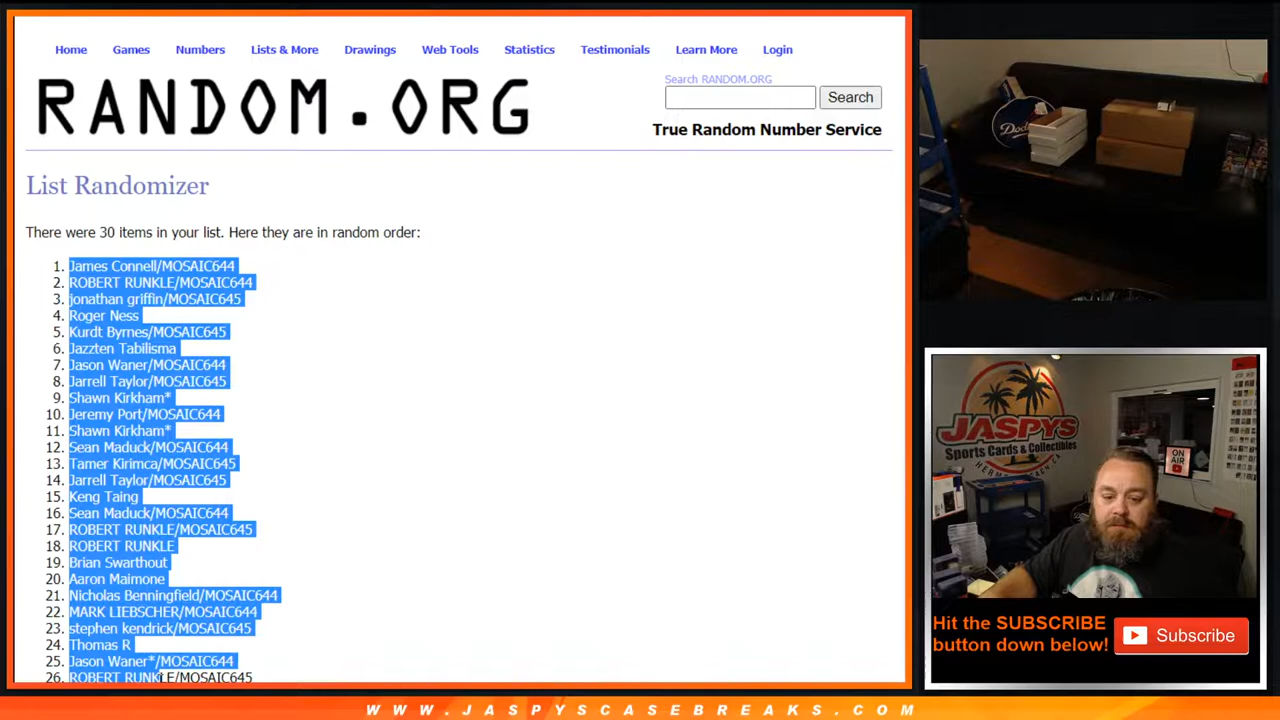 Home Games Numbers Lists & More Drawings Web Tools Statistics Testimonials Learn More Login
RANDOM.ORG
Search RANDOM.ORG
Search
True Random Number Service
List Randomizer
There were 30 items in your list. Here they are in random order:
1. James Connell/MOSAIC644
2. ROBERT RUNKLE/MOSAIC644
3. jonathan griffin/MOSAIC645
4. Roger Ness
5. Kurdt Byrnes/MOSAIC645
6. Jazzten Tabilisma
7. Jason Waner/MOSAIC644
8. Jarrell Taylor/MOSAIC645
9. Shawn Kirkham*
10. Jeremy Port/MOSAIC644
11. Shawn Kirkham*
12. Sean Maduck/MOSAIC644
13. Tamer Kirimca/MOSAIC645
14. Jarrell Taylor/MOSAIC645
15. Keng Taing
16. Sean Maduck/MOSAIC644
17. ROBERT RUNKLE/MOSAIC645
18. ROBERT RUNKLE
19. Brian Swarthout
20. Aaron Maimone
21. Nicholas Benningfield/MOSAIC644
22. MARK LIEBSCHER/MOSAIC644
23. stephen kendrick/MOSAIC645
24. Thomas R
25. Jason Waner*/MOSAIC644
26. ROBERT RUNKLE/MOSAIC645
JASPYS
Sports Cards & Collectibles
ON
AIR
Hit the SUBSCRIBE
button down below!
Subscribe
WWW.JASPYSCASEBREAKS.COM